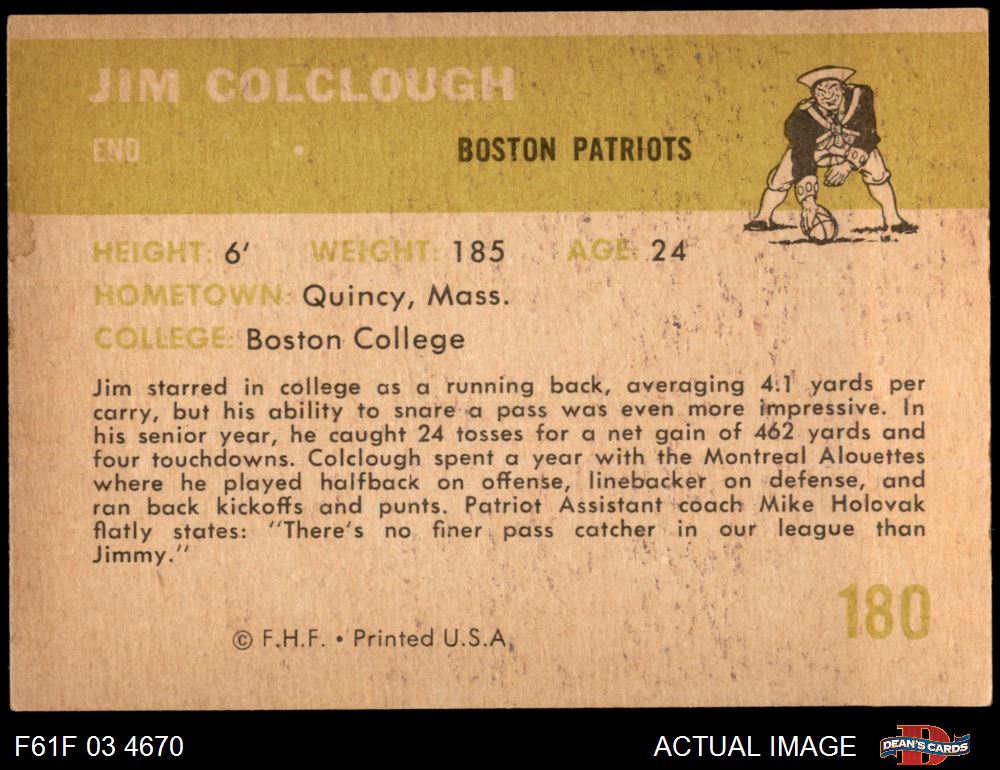 JIM COLCLOUGH
END BOSTON PATRIOTS
HEIGHT: 6' WEIGHT: 185 AGE: 24
HOMETOWN: Quincy, Mass.
COLLEGE: Boston College
Jim starred in college as a running back, averaging 4.1 yards per
carry, but his ability to snare a pass was even more impressive. In
his senior year, he caught 24 tosses for a net gain of 462 yards and
four touchdowns. Colclough spent a year with the Montreal Alouettes
where he played halfback on offense, linebacker on defense, and
ran back kickoffs and punts. Patriot Assistant coach Mike Holovak
flatly states: "There's no finer pass catcher in our league than
Jimmy."
180
© F.H.F. • Printed U.S.A.
F61F 03 4670 ACTUAL IMAGE DEAN'S CARDS